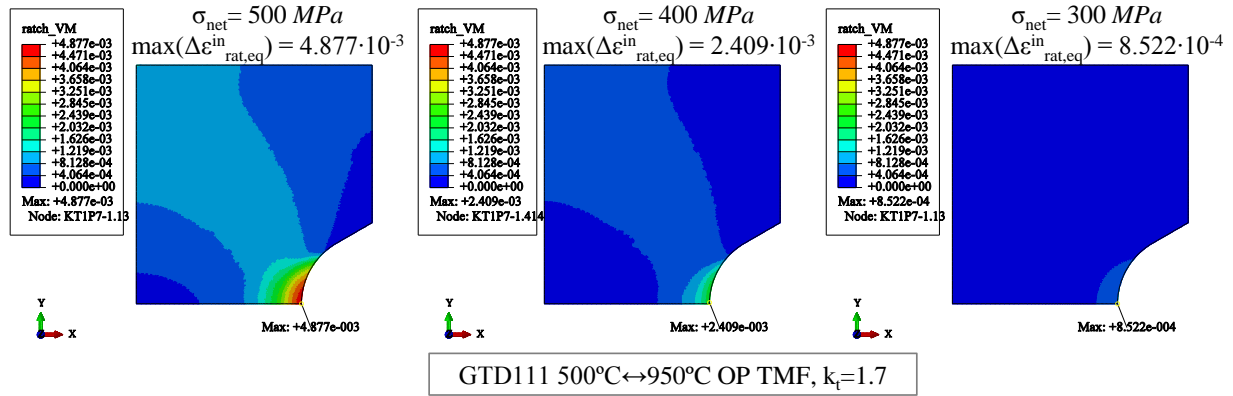 σnet= 500 MPa
max(Δεⁱⁿrat,eq) = 4.877·10⁻³
ratch_VM
+4.877e-03
+4.471e-03
+4.064e-03
+3.658e-03
+3.251e-03
+2.845e-03
+2.439e-03
+2.032e-03
+1.626e-03
+1.219e-03
+8.128e-04
+4.064e-04
+0.000e+00
Max: +4.877e-03
Node: KT1P7-1.13
Y
X
Max: +4.877e-003
σnet= 400 MPa
max(Δεⁱⁿrat,eq) = 2.409·10⁻³
ratch_VM
+4.877e-03
+4.471e-03
+4.064e-03
+3.658e-03
+3.251e-03
+2.845e-03
+2.439e-03
+2.032e-03
+1.626e-03
+1.219e-03
+8.128e-04
+4.064e-04
+0.000e+00
Max: +2.409e-03
Node: KT1P7-1.414
Y
X
Max: +2.409e-003
σnet= 300 MPa
max(Δεⁱⁿrat,eq) = 8.522·10⁻⁴
ratch_VM
+4.877e-03
+4.471e-03
+4.064e-03
+3.658e-03
+3.251e-03
+2.845e-03
+2.439e-03
+2.032e-03
+1.626e-03
+1.219e-03
+8.128e-04
+4.064e-04
+0.000e+00
Max: +8.522e-04
Node: KT1P7-1.13
Y
X
Max: +8.522e-004
GTD111 500ºC↔950ºC OP TMF, kt=1.7